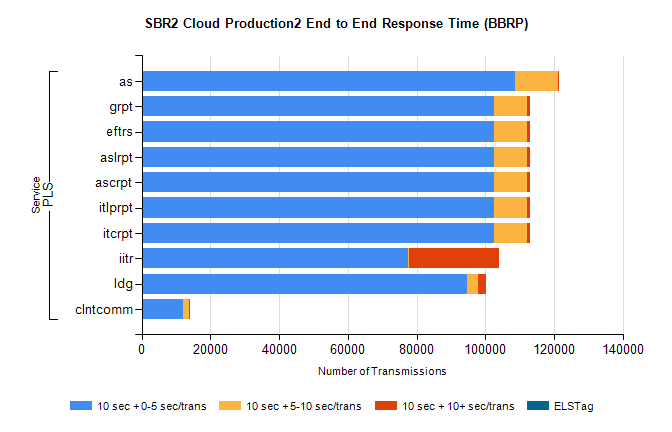 SBR2 Cloud Production2 End to End Response Time (BBRP)
as
grpt
eftrs
aslrpt
ascrpt
itlprpt
itcrpt
iitr
ldg
clntcomm
Service
PLS
0 20000 40000 60000 80000 100000 120000 140000
Number of Transmissions
10 sec +0-5 sec/trans 10 sec +5-10 sec/trans 10 sec + 10+ sec/trans ELSTag